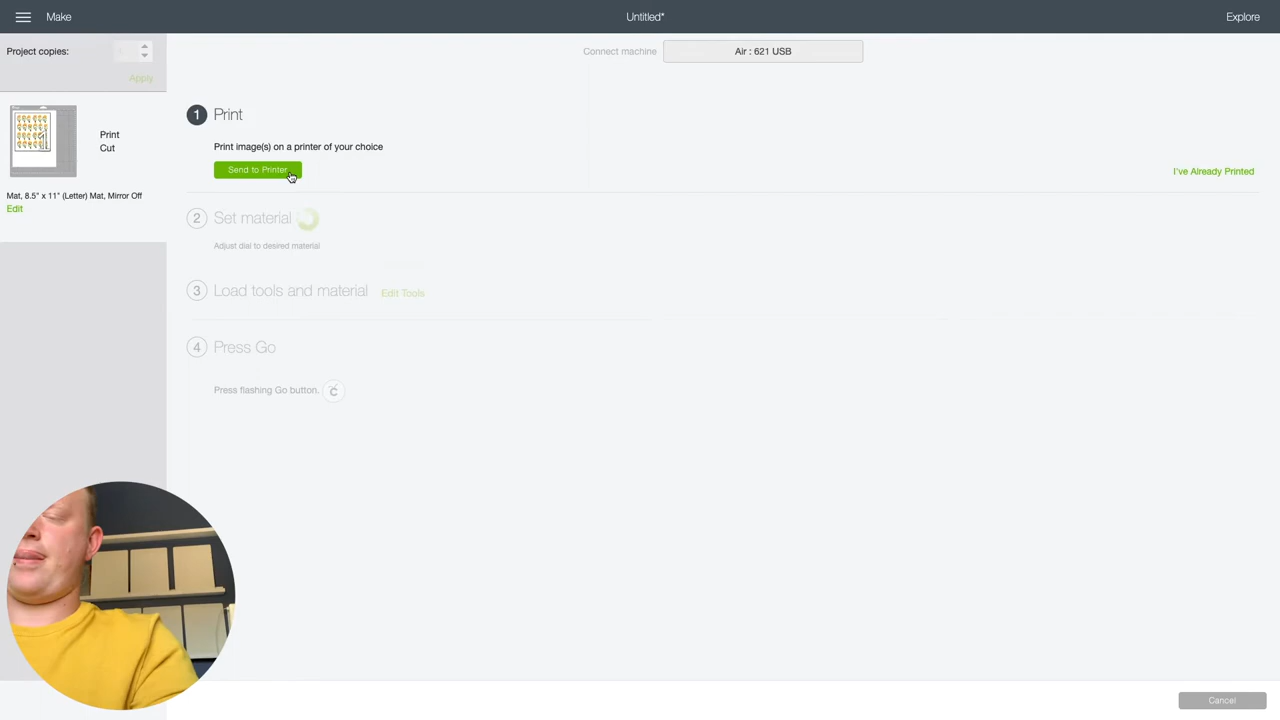 Make
Untitled*
Explore
Project copies:
Apply
Connect machine
Air : 621 USB
1 Print
Print image(s) on a printer of your choice
Send to Printer
I've Already Printed
Print
Cut
Mat, 8.5" x 11" (Letter) Mat, Mirror Off
Edit
2 Set material
Adjust dial to desired material
3 Load tools and material Edit Tools
4 Press Go
Press flashing Go button.
Cancel